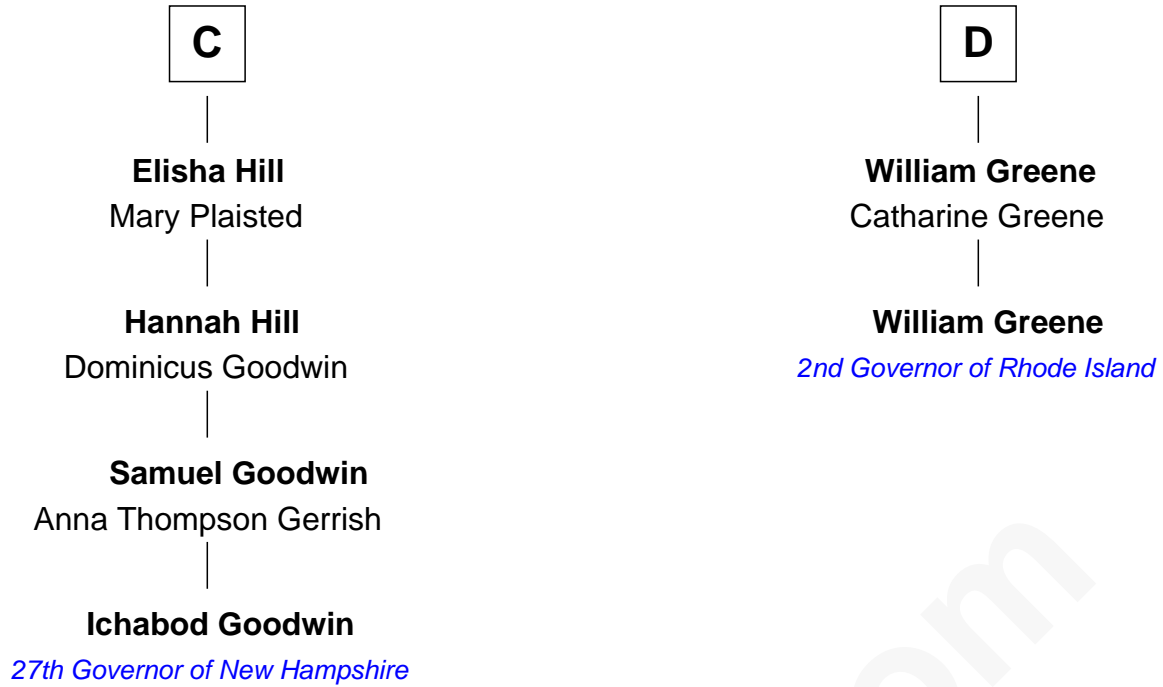 C
Elisha Hill
Mary Plaisted
Hannah Hill
Dominicus Goodwin
Samuel Goodwin
Anna Thompson Gerrish
Ichabod Goodwin
27th Governor of New Hampshire
D
William Greene
Catharine Greene
William Greene
2nd Governor of Rhode Island
om